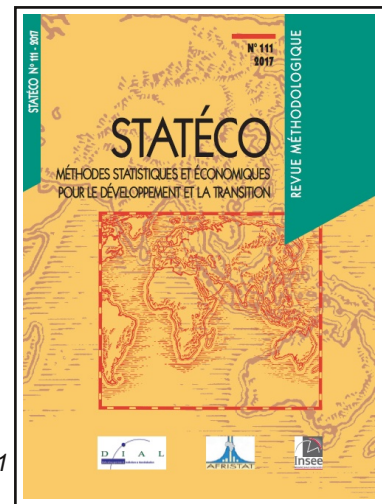 STATÉCO N° 111 - 2017
N° 111
2017
REVUE MÉTHODOLOGIQUE
STATÉCO
MÉTHODES STATISTIQUES ET ÉCONOMIQUES
POUR LE DÉVELOPPEMENT ET LA TRANSITION
D I A L
AFRISTAT
Insee
1